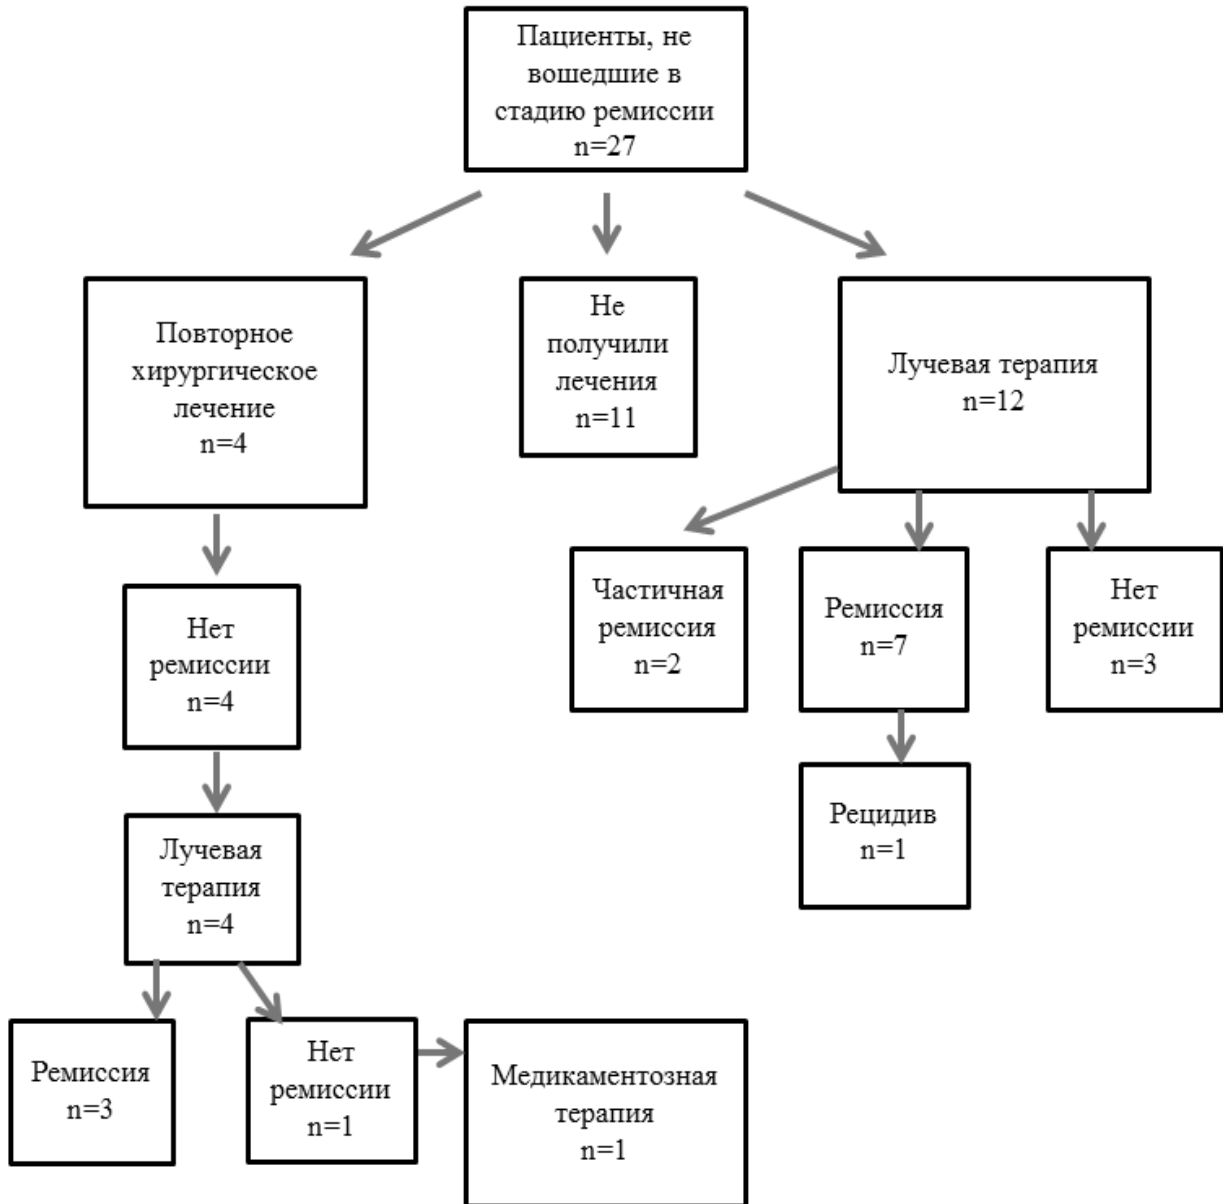 Пациенты, не
вошедшие в
стадию ремиссии
n=27
Повторное
хирургическое
лечение
n=4
Не
получили
лечения
n=11
Лучевая терапия
n=12
Нет
ремиссии
n=4
Частичная
ремиссия
n=2
Ремиссия
n=7
Нет
ремиссии
n=3
Рецидив
n=1
Лучевая
терапия
n=4
Ремиссия
n=3
Нет
ремиссии
n=1
Медикаментозная
терапия
n=1